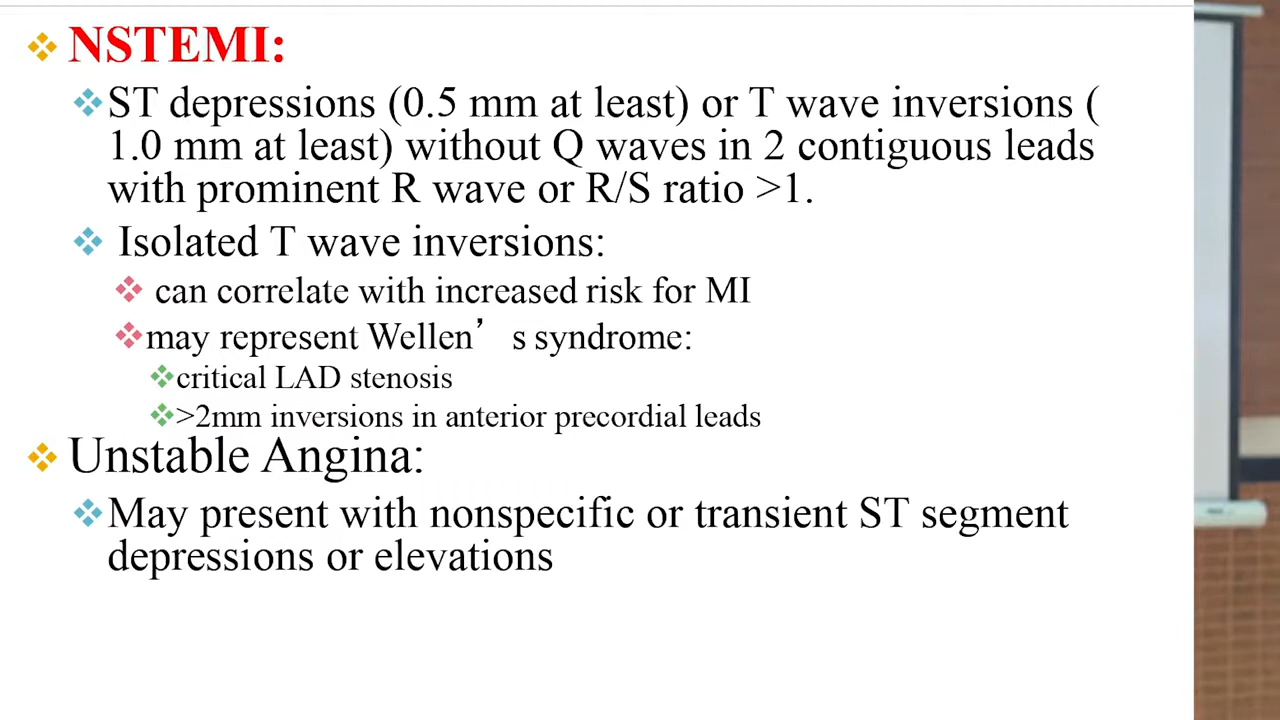 NSTEMI:
ST depressions (0.5 mm at least) or T wave inversions (
1.0 mm at least) without Q waves in 2 contiguous leads
with prominent R wave or R/S ratio >1.
Isolated T wave inversions:
can correlate with increased risk for MI
may represent Wellen’ s syndrome:
critical LAD stenosis
>2mm inversions in anterior precordial leads
Unstable Angina:
May present with nonspecific or transient ST segment
depressions or elevations